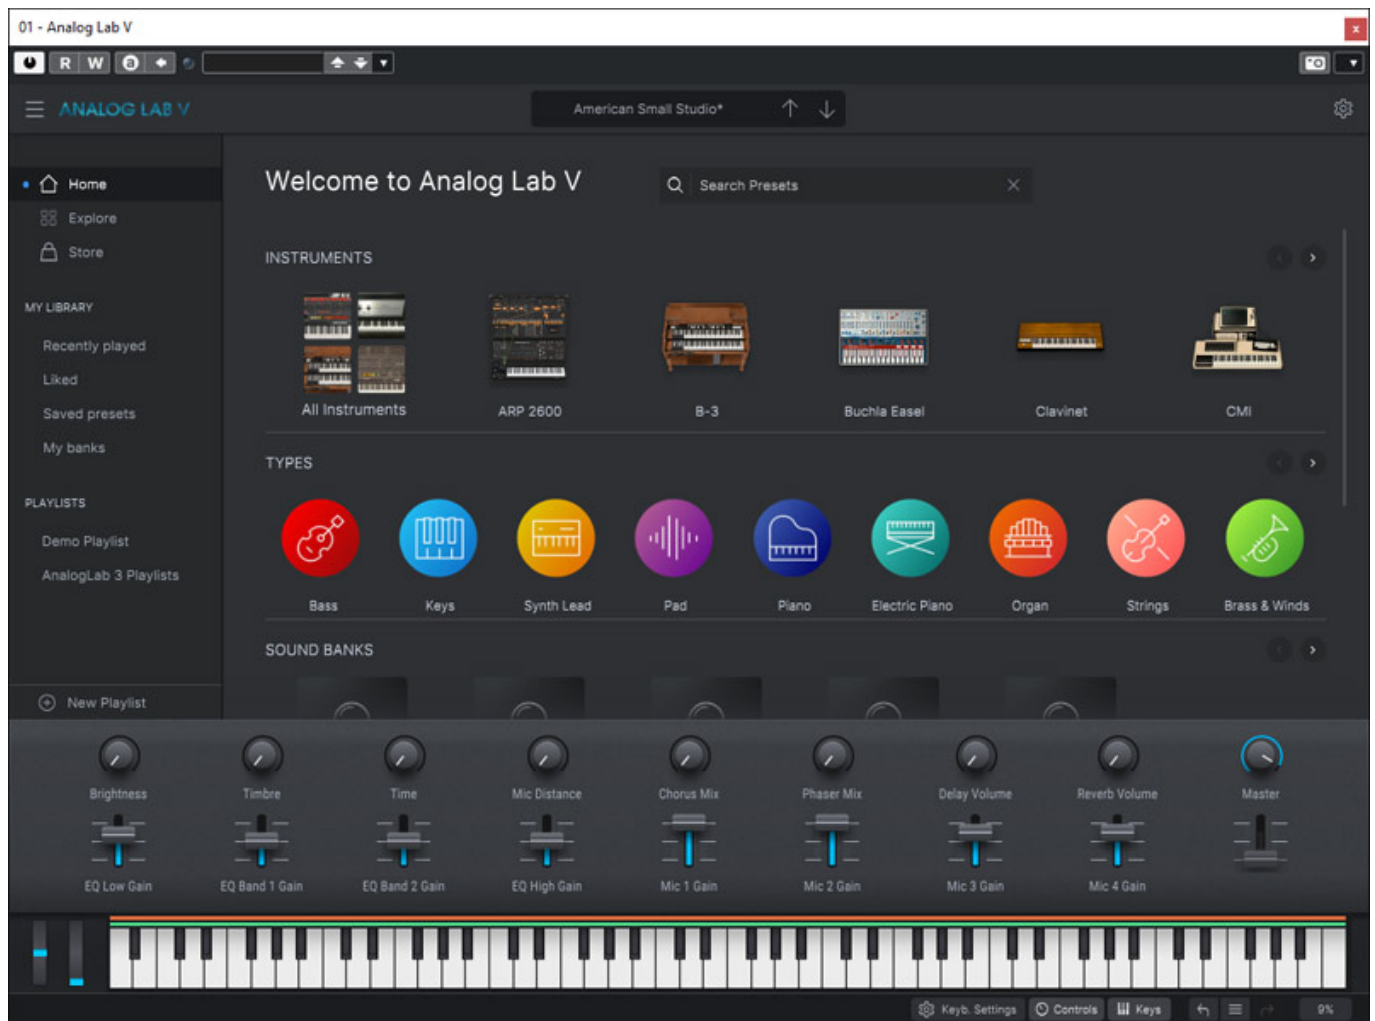 01 - Analog Lab V
R W a
ANALOG LAB V
American Small Studio*
Home
Explore
Store
MY LIBRARY
Recently played
Liked
Saved presets
My banks
PLAYLISTS
Demo Playlist
AnalogLab 3 Playlists
New Playlist
Welcome to Analog Lab V
Search Presets
INSTRUMENTS
All Instruments ARP 2600 B-3 Buchla Easel Clavinet CMI
TYPES
Bass Keys Synth Lead Pad Piano Electric Piano Organ Strings Brass & Winds
SOUND BANKS
Brightness Timbre Time Mic Distance Chorus Mix Phaser Mix Delay Volume Reverb Volume Master
EQ Low Gain EQ Band 1 Gain EQ Band 2 Gain EQ High Gain Mic 1 Gain Mic 2 Gain Mic 3 Gain Mic 4 Gain
Keyb. Settings Controls Keys 9%